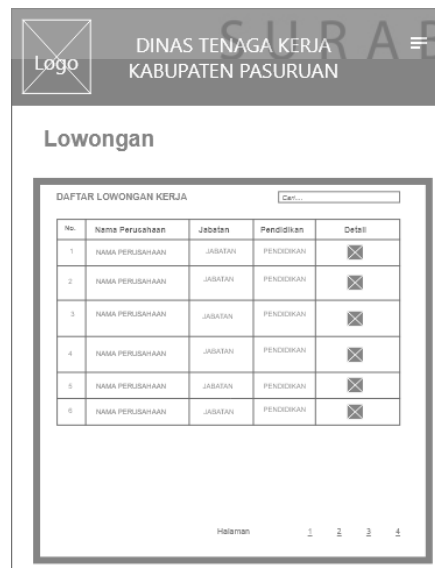 SURAB
Logo
DINAS TENAGA KERJA
KABUPATEN PASURUAN
Lowongan
DAFTAR LOWONGAN KERJA
Cari...
No. Nama Perusahaan Jabatan Pendidikan Detail
1 NAMA PERUSAHAAN JABATAN PENDIDIKAN
2 NAMA PERUSAHAAN JABATAN PENDIDIKAN
3 NAMA PERUSAHAAN JABATAN PENDIDIKAN
4 NAMA PERUSAHAAN JABATAN PENDIDIKAN
5 NAMA PERUSAHAAN JABATAN PENDIDIKAN
6 NAMA PERUSAHAAN JABATAN PENDIDIKAN
Halaman 1 2 3 4